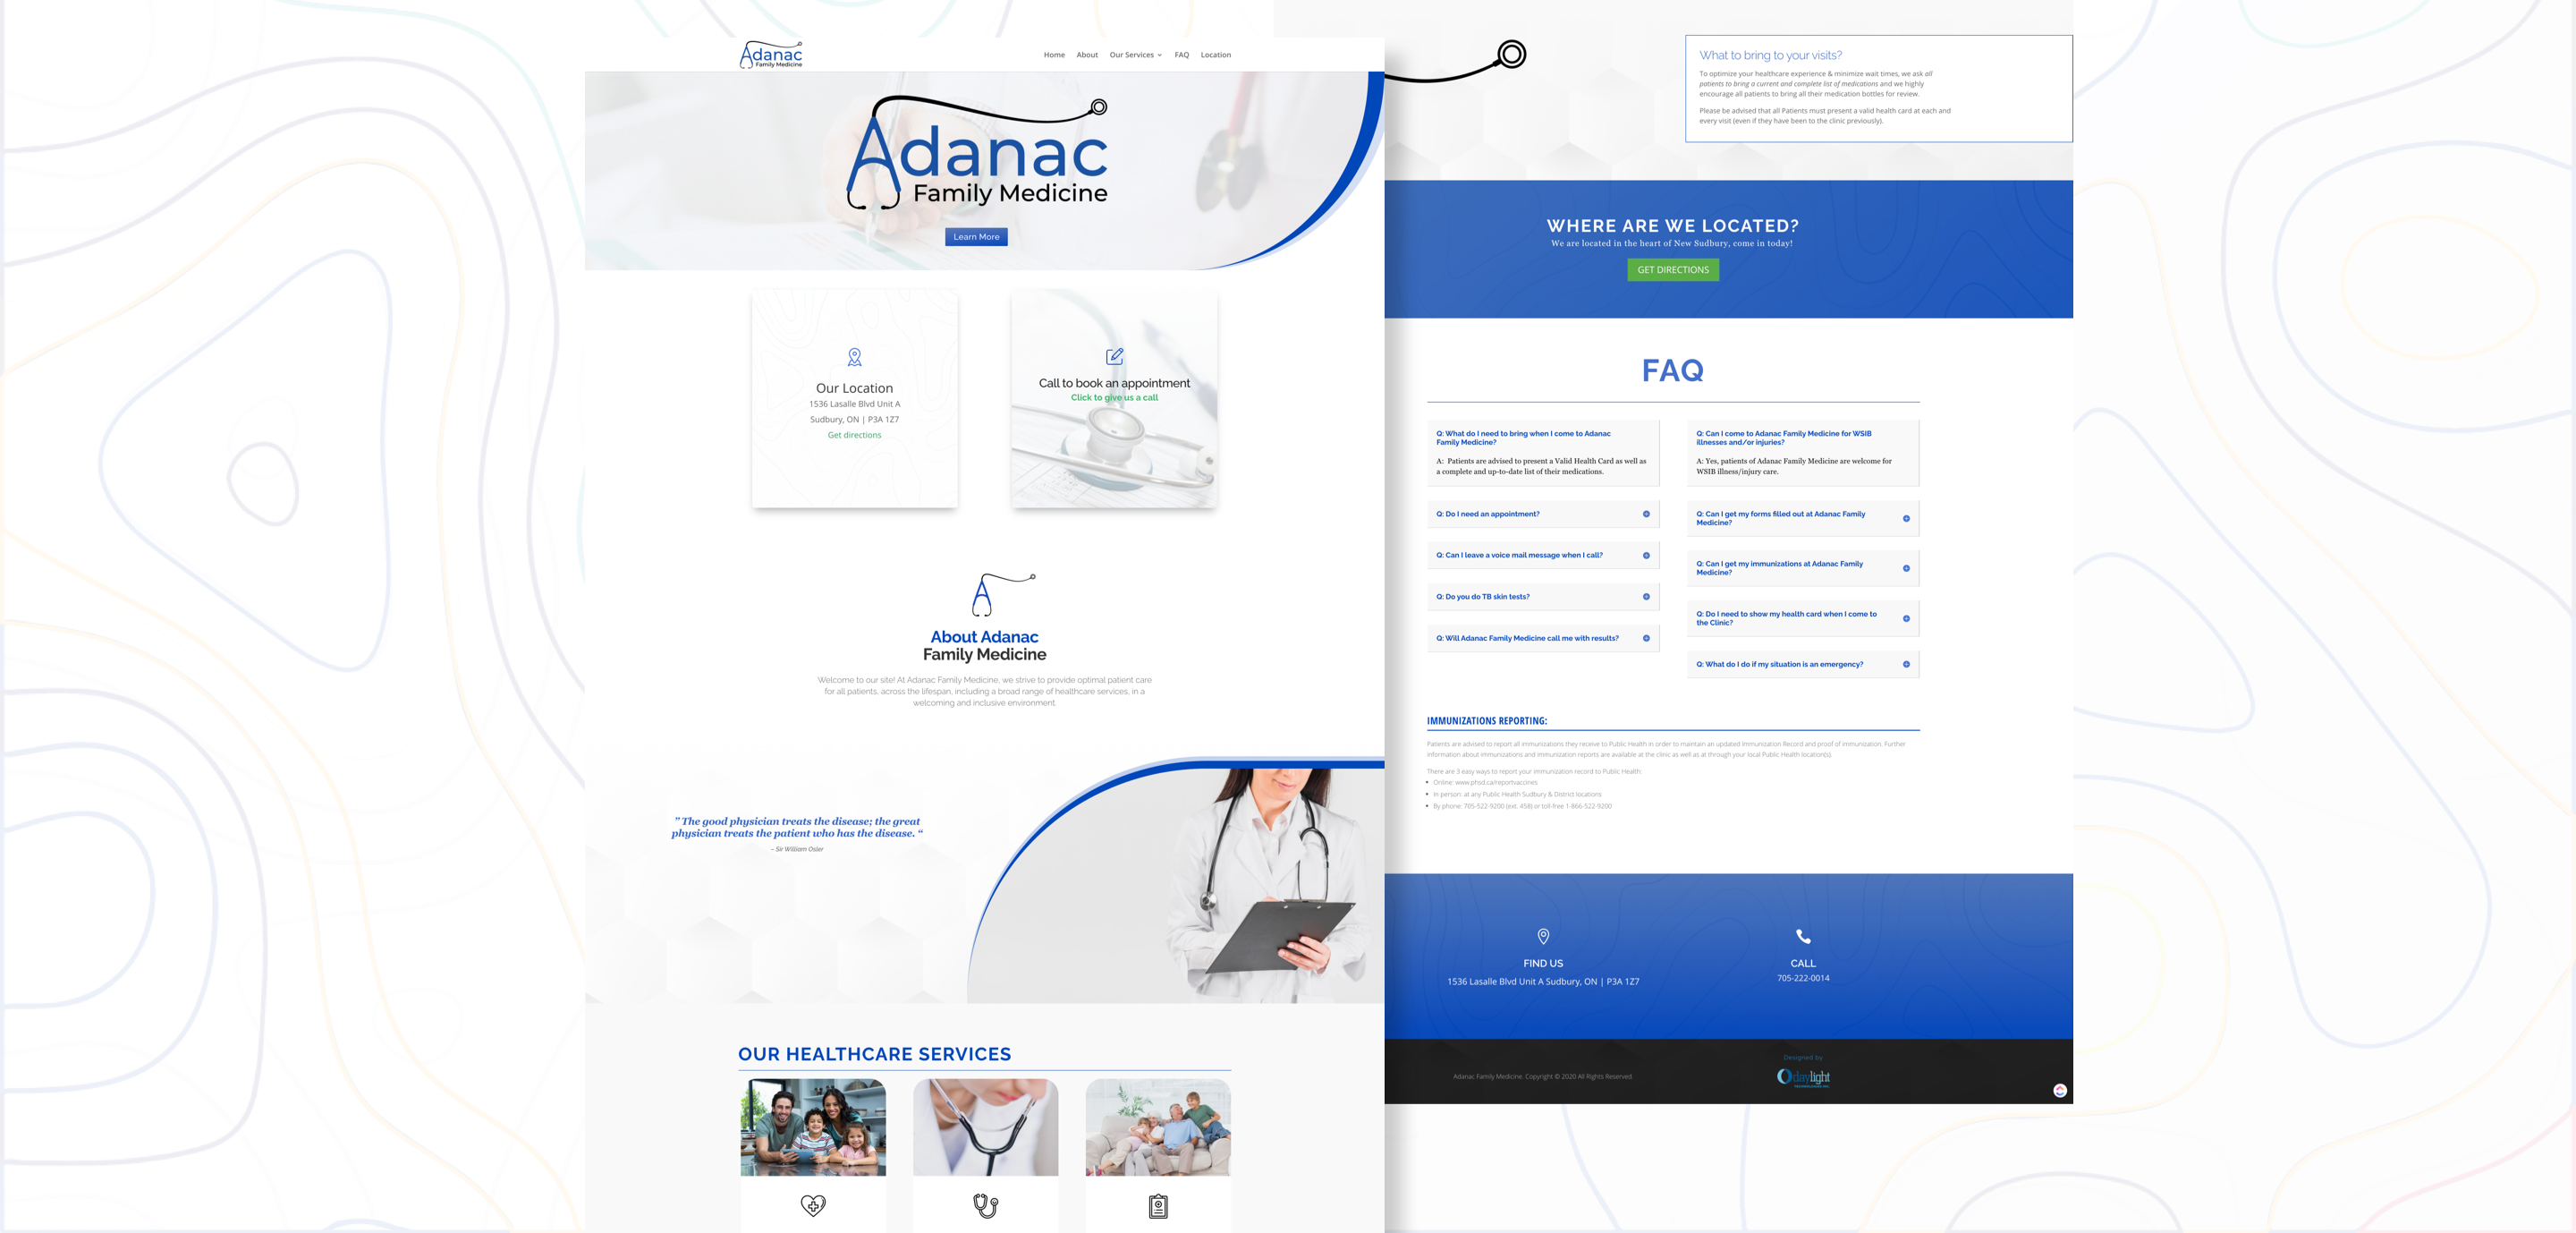 Adanac
Family Medicine
Home About Our Services FAQ Location
Adanac
Family Medicine
Learn More
Our Location
1536 Lasalle Blvd Unit A
Sudbury, ON | P3A 1Z7
Get directions
Call to book an appointment
Click to give us a call
About Adanac
Family Medicine
Welcome to our site! At Adanac Family Medicine, we strive to provide optimal patient care
for all patients, across the lifespan, including a broad range of healthcare services, in a
welcoming and inclusive environment.
” The good physician treats the disease; the great
physician treats the patient who has the disease. “
– Sir William Osler
OUR HEALTHCARE SERVICES
What to bring to your visits?
To optimize your healthcare experience & minimize wait times, we ask all
patients to bring a current and complete list of medications and we highly
encourage all patients to bring all their medication bottles for review.
Please be advised that all Patients must present a valid health card at each and
every visit (even if they have been to the clinic previously).
WHERE ARE WE LOCATED?
We are located in the heart of New Sudbury, come in today!
GET DIRECTIONS
FAQ
Q: What do I need to bring when I come to Adanac
Family Medicine?
A: Patients are advised to present a Valid Health Card as well as
a complete and up-to-date list of their medications.
Q: Do I need an appointment?
Q: Can I leave a voice mail message when I call?
Q: Do you do TB skin tests?
Q: Will Adanac Family Medicine call me with results?
Q: Can I come to Adanac Family Medicine for WSIB
illnesses and/or injuries?
A: Yes, patients of Adanac Family Medicine are welcome for
WSIB illness/injury care.
Q: Can I get my forms filled out at Adanac Family
Medicine?
Q: Can I get my immunizations at Adanac Family
Medicine?
Q: Do I need to show my health card when I come to
the Clinic?
Q: What do I do if my situation is an emergency?
IMMUNIZATIONS REPORTING:
Patients are advised to report all immunizations they receive to Public Health in order to maintain an updated Immunization Record and proof of immunization. Further
information about immunizations and immunization reports are available at the clinic as well as at through your local Public Health location(s).
There are 3 easy ways to report your immunization record to Public Health:
• Online: www.phsd.ca/reportvaccines
• In person: at any Public Health Sudbury & District locations
• By phone: 705-522-9200 (ext. 458) or toll-free 1-866-522-9200
FIND US
1536 Lasalle Blvd Unit A Sudbury, ON | P3A 1Z7
CALL
705-222-0014
Adanac Family Medicine. Copyright © 2020 All Rights Reserved.
Designed by
daylight